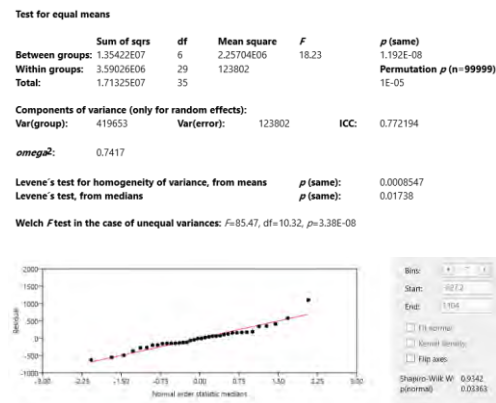 Test for equal means
Sum of sqrs df Mean square F p (same)
Between groups: 1.35422E07 6 2.25704E06 18.23 1.192E-08
Within groups: 3.59026E06 29 123802 Permutation p (n=99999)
Total: 1.71325E07 35 1E-05
Components of variance (only for random effects):
Var(group): 419653 Var(error): 123802 ICC: 0.772194
omega2: 0.7417
Levene´s test for homogeneity of variance, from means p (same): 0.0008547
Levene´s test, from medians p (same): 0.01738
Welch F test in the case of unequal variances: F=85.47, df=10.32, p=3.38E-08
2000
1500
1000
500
0
-500
-1000
Residual
-3.00 -2.25 -1.50 -0.75 0.00 0.75 1.50 2.25 3.00
Normal order statistic medians
Bins:
Start: -627.2
End: 1104
Fit normal
Kernel density
Flip axes
Shapiro-Wilk W: 0.9342
p(normal) 0.03363